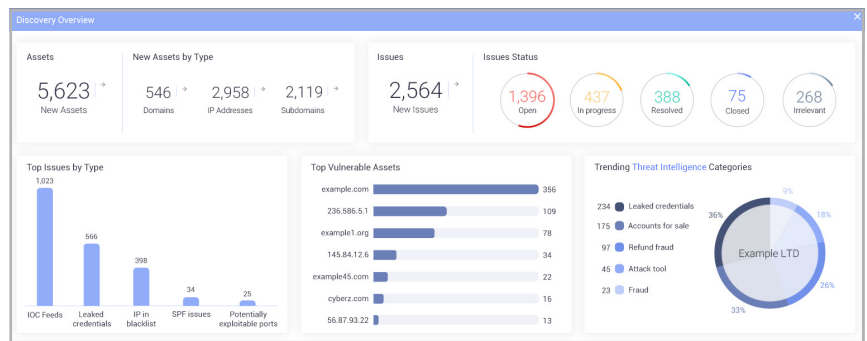 Discovery Overview
Assets
5,623
New Assets
New Assets by Type
546
Domains
2,958
IP Addresses
2,119
Subdomains
Issues
2,564
New Issues
Issues Status
1,396
Open
437
In progress
388
Resolved
75
Closed
268
Irrelevant
Top Issues by Type
1,023
566
398
34
25
IOC Feeds
Leaked
credentials
IP in
blacklist
SPF issues
Potentially
exploitable ports
Top Vulnerable Assets
example.com 356
236.586.5.1 109
example1.org 78
145.84.12.6 34
example45.com 22
cyberz.com 16
56.87.93.22 13
Trending Threat Intelligence Categories
234 Leaked credentials
175 Accounts for sale
97 Refund fraud
45 Attack tool
23 Fraud
9%
18%
36%
Example LTD
26%
33%